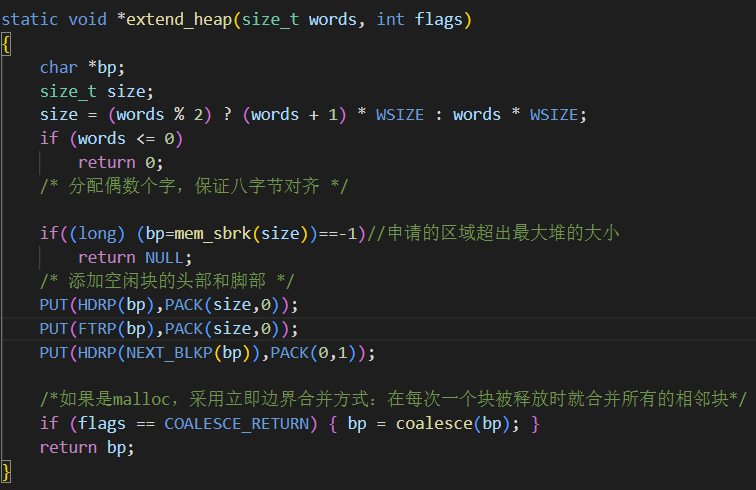 static void *extend_heap(size_t words, int flags)
{
    char *bp;
    size_t size;
    size = (words % 2) ? (words + 1) * WSIZE : words * WSIZE;
    if (words <= 0)
        return 0;
    /* 分配偶数个字，保证八字节对齐 */

    if((long) (bp=mem_sbrk(size))==-1)//申请的区域超出最大堆的大小
        return NULL;
    /* 添加空闲块的头部和脚部 */
    PUT(HDRP(bp),PACK(size,0));
    PUT(FTRP(bp),PACK(size,0));
    PUT(HDRP(NEXT_BLKP(bp)),PACK(0,1));

    /*如果是malloc，采用立即边界合并方式：在每次一个块被释放时就合并所有的相邻块*/
    if (flags == COALESCE_RETURN) { bp = coalesce(bp); }
    return bp;
}